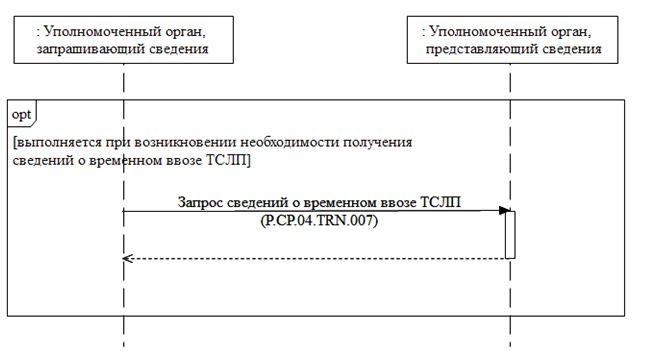 : Уполномоченный орган,
запрашивающий сведения
: Уполномоченный орган,
представляющий сведения
opt
[выполняется при возникновении необходимости получения
сведений о временном ввозе ТСЛП]
Запрос сведений о временном ввозе ТСЛП
(P.CP.04.TRN.007)